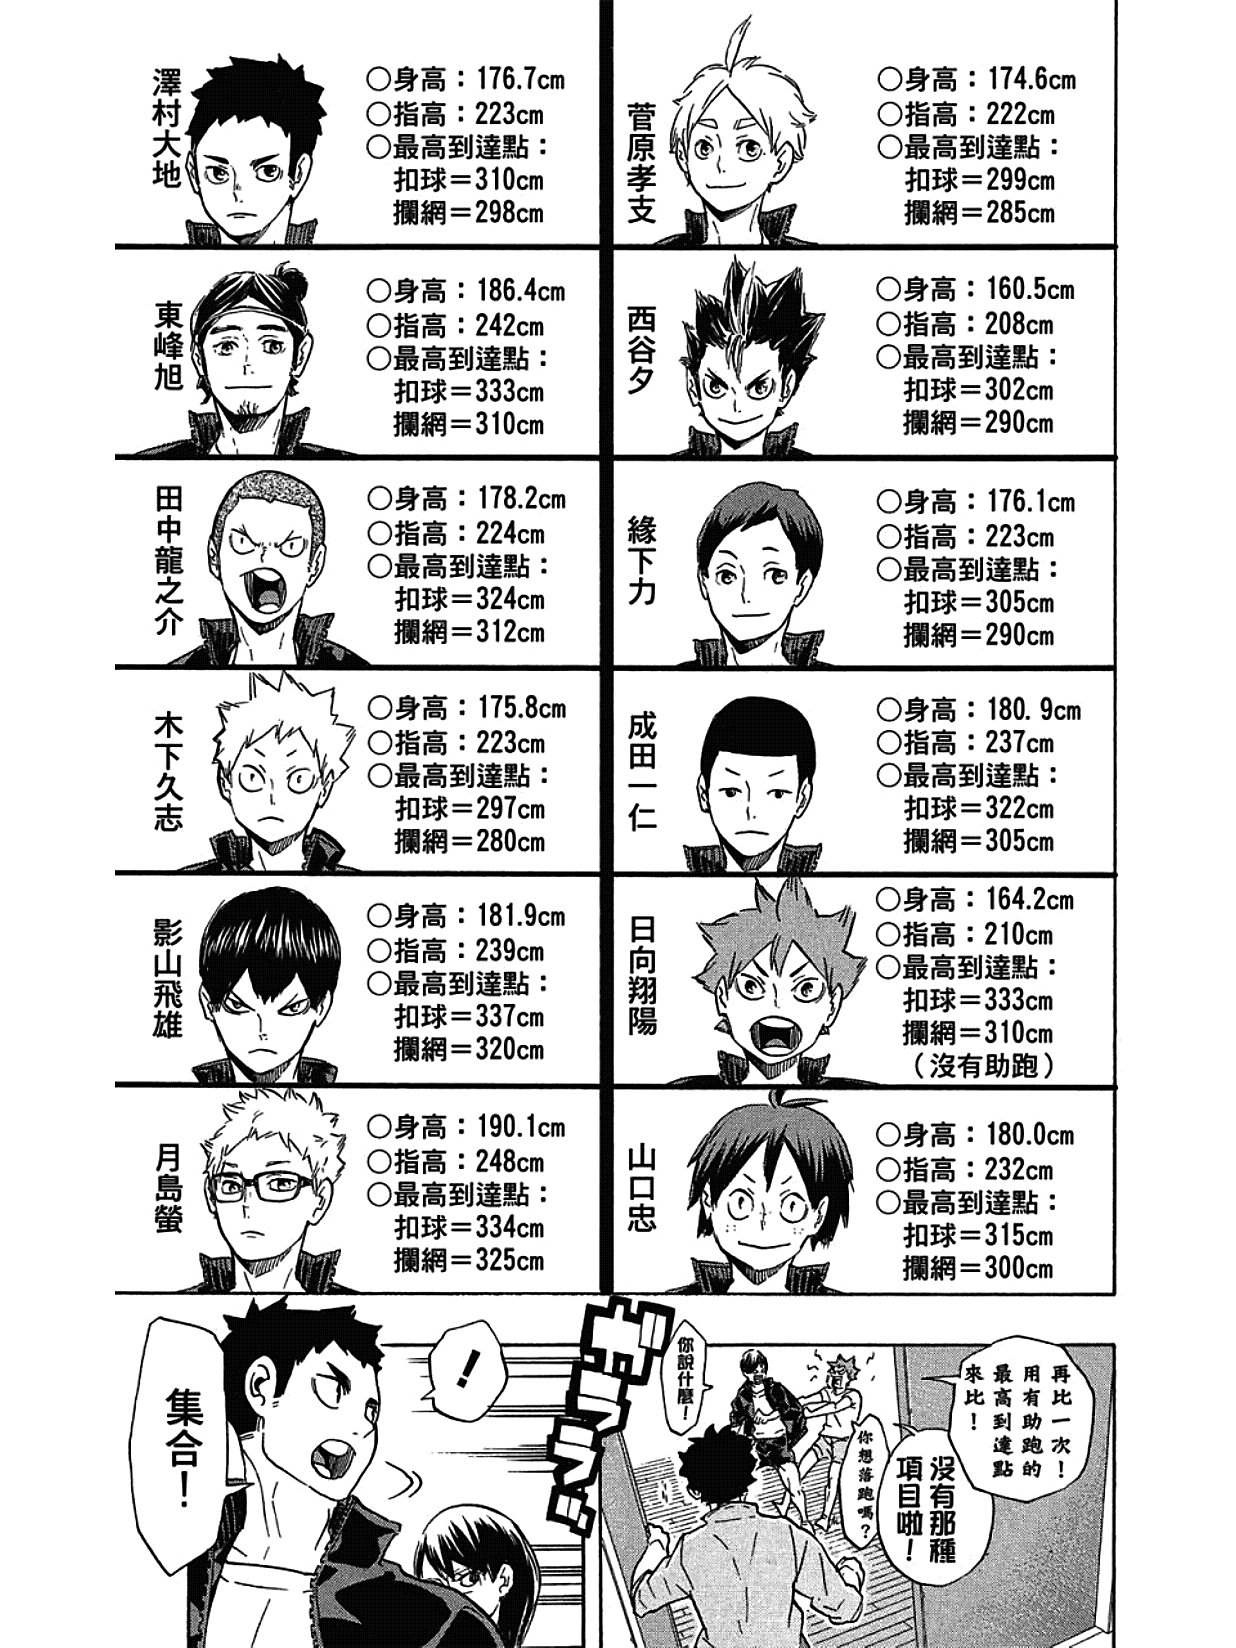 澤村大地
○身高：176.7cm
○指高：223cm
○最高到達點：
扣球＝310cm
攔網＝298cm
菅原孝支
○身高：174.6cm
○指高：222cm
○最高到達點：
扣球＝299cm
攔網＝285cm
東峰旭
○身高：186.4cm
○指高：242cm
○最高到達點：
扣球＝333cm
攔網＝310cm
西谷夕
○身高：160.5cm
○指高：208cm
○最高到達點：
扣球＝302cm
攔網＝290cm
田中龍之介
○身高：178.2cm
○指高：224cm
○最高到達點：
扣球＝324cm
攔網＝312cm
緣下力
○身高：176.1cm
○指高：223cm
○最高到達點：
扣球＝305cm
攔網＝290cm
木下久志
○身高：175.8cm
○指高：223cm
○最高到達點：
扣球＝297cm
攔網＝280cm
成田一仁
○身高：180.9cm
○指高：237cm
○最高到達點：
扣球＝322cm
攔網＝305cm
影山飛雄
○身高：181.9cm
○指高：239cm
○最高到達點：
扣球＝337cm
攔網＝320cm
日向翔陽
○身高：164.2cm
○指高：210cm
○最高到達點：
扣球＝333cm
攔網＝310cm
（沒有助跑）
月島螢
○身高：190.1cm
○指高：248cm
○最高到達點：
扣球＝334cm
攔網＝325cm
山口忠
○身高：180.0cm
○指高：232cm
○最高到達點：
扣球＝315cm
攔網＝300cm
再比一次！
用有助跑的
最高到達點
來比！
沒有那種
項目啦！
你想落跑嗎？
你說什麼！
ガラララッ
！
集合！